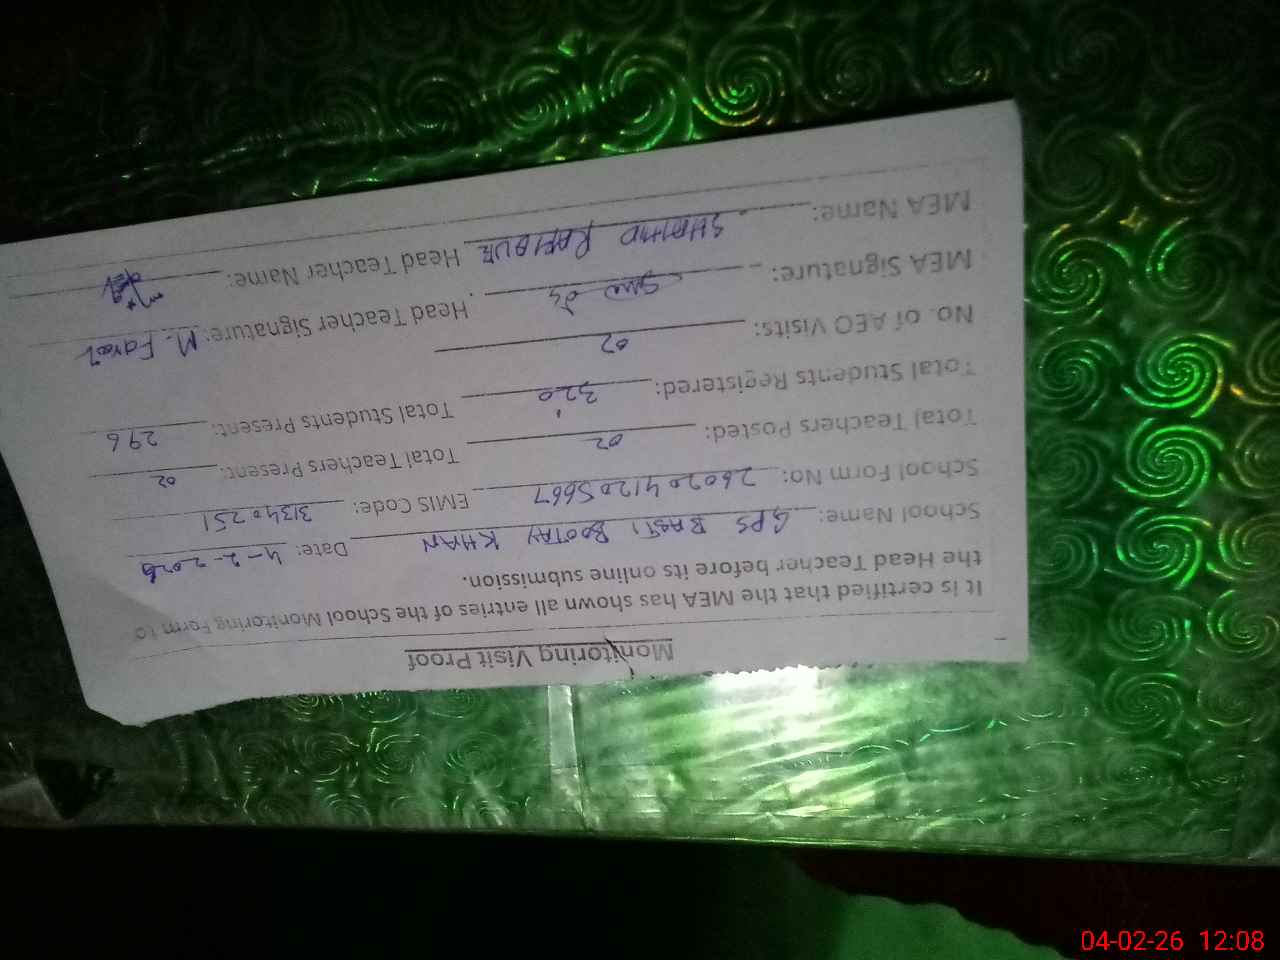 Monitoring Visit Proof
It is certified that the MEA has shown all entries of the School Monitoring Form to
the Head Teacher before its online submission.
School Name: GPS BASTI BOOTAY KHAN Date: 4-2-2026
School Form No: 2602041205667 EMIS Code: 31340251
Total Teachers Posted: 02 Total Teachers Present: 02
Total Students Registered: 320 Total Students Present: 296
No. of AEO Visits: 02
MEA Signature: Head Teacher Signature: M. Farooq
MEA Name: SHAHID RAFIQUE Head Teacher Name:
04-02-26 12:08